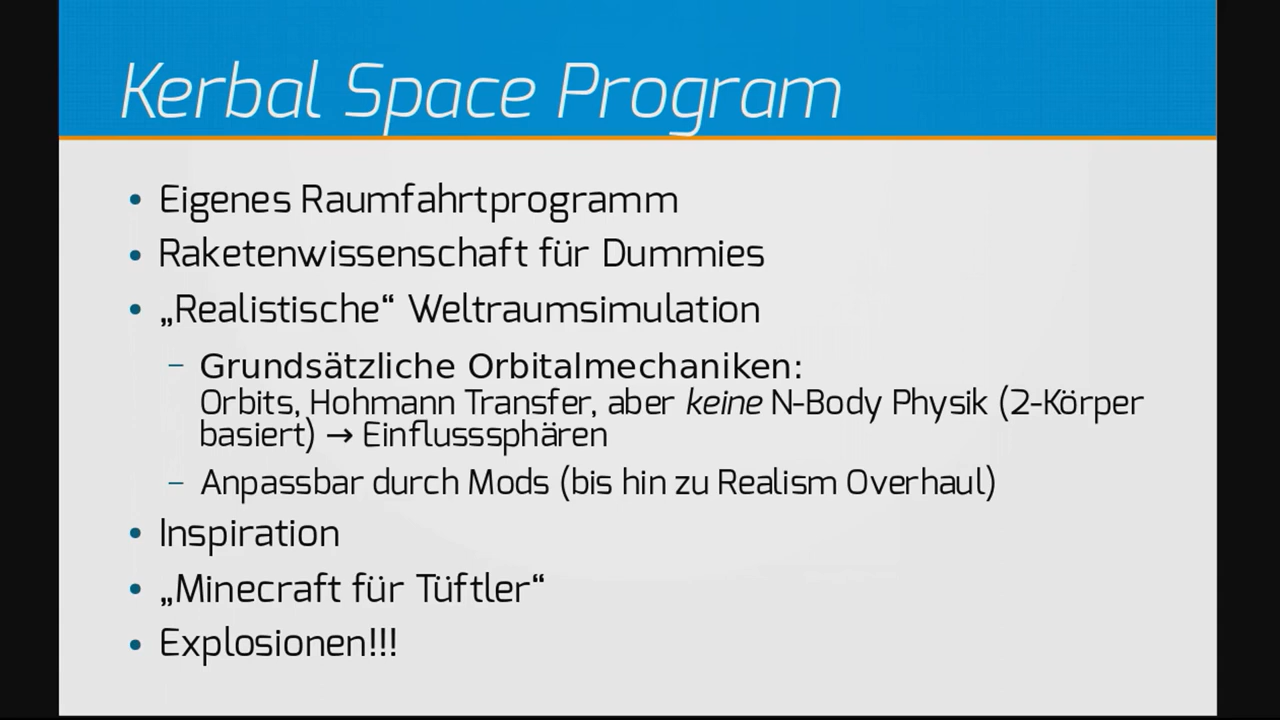 Kerbal Space Program
• Eigenes Raumfahrtprogramm
• Raketenwissenschaft für Dummies
• „Realistische“ Weltraumsimulation
– Grundsätzliche Orbitalmechaniken:
Orbits, Hohmann Transfer, aber keine N-Body Physik (2-Körper
basiert) → Einflusssphären
– Anpassbar durch Mods (bis hin zu Realism Overhaul)
• Inspiration
• „Minecraft für Tüftler“
• Explosionen!!!